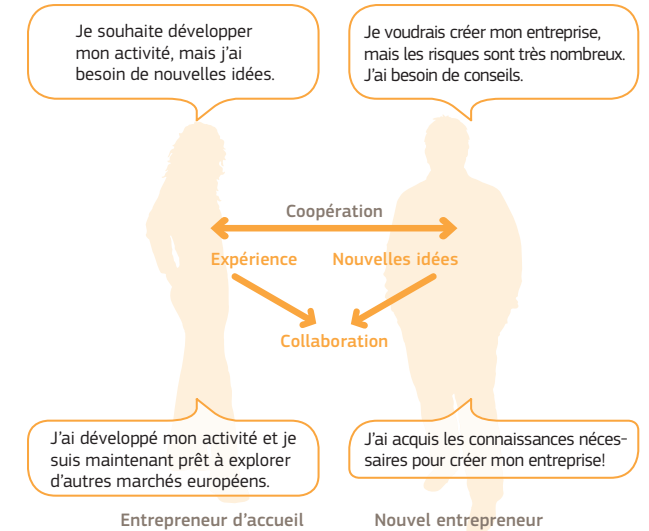 Je souhaite développer
mon activité, mais j'ai
besoin de nouvelles idées.
Je voudrais créer mon entreprise,
mais les risques sont très nombreux.
J'ai besoin de conseils.
Coopération
Expérience
Nouvelles idées
Collaboration
J'ai développé mon activité et je
suis maintenant prêt à explorer
d'autres marchés européens.
J'ai acquis les connaissances néces-
saires pour créer mon entreprise!
Entrepreneur d'accueil
Nouvel entrepreneur